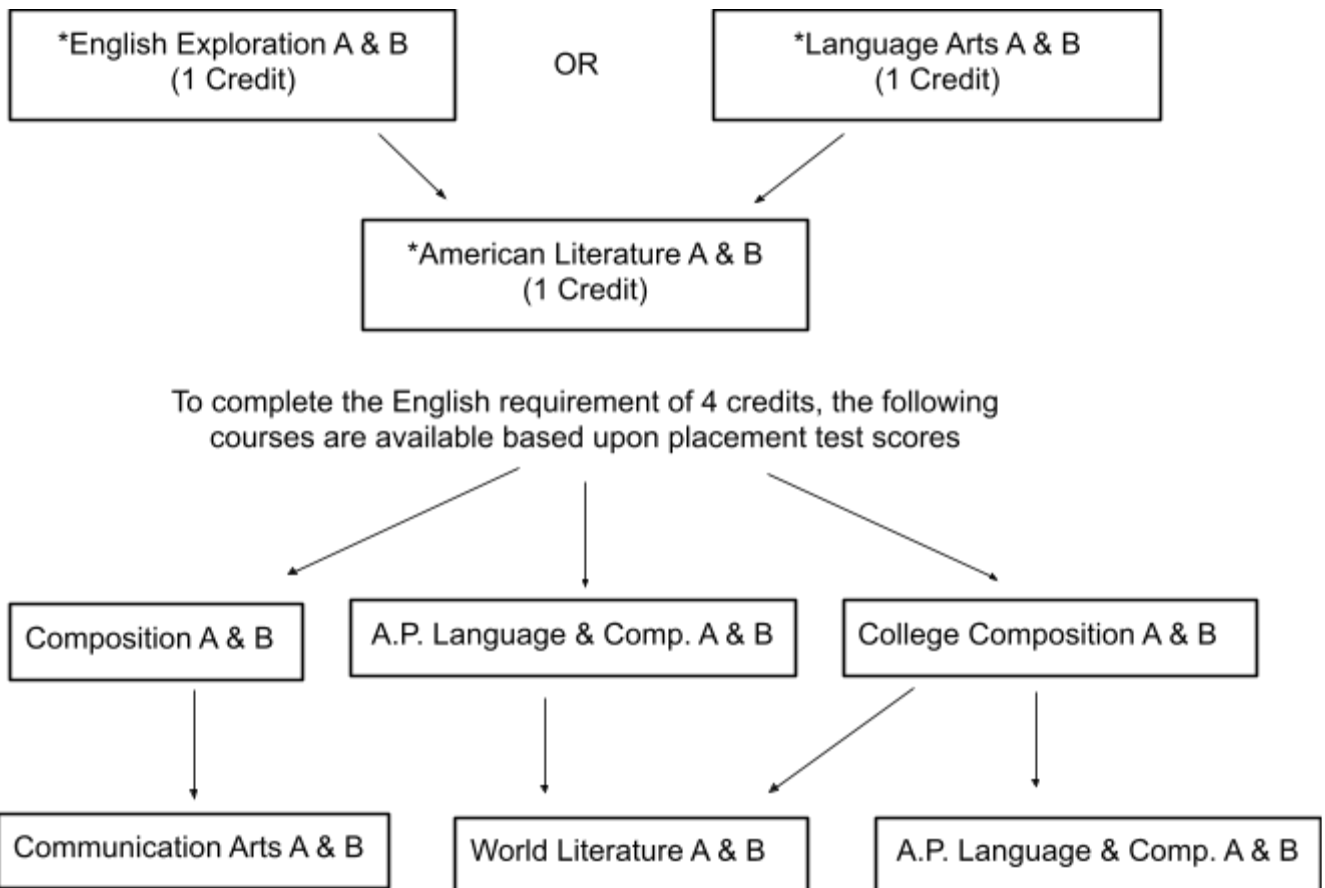 *English Exploration A & B
(1 Credit)
OR
*Language Arts A & B
(1 Credit)
*American Literature A & B
(1 Credit)
To complete the English requirement of 4 credits, the following
courses are available based upon placement test scores
Composition A & B
A.P. Language & Comp. A & B
College Composition A & B
Communication Arts A & B
World Literature A & B
A.P. Language & Comp. A & B